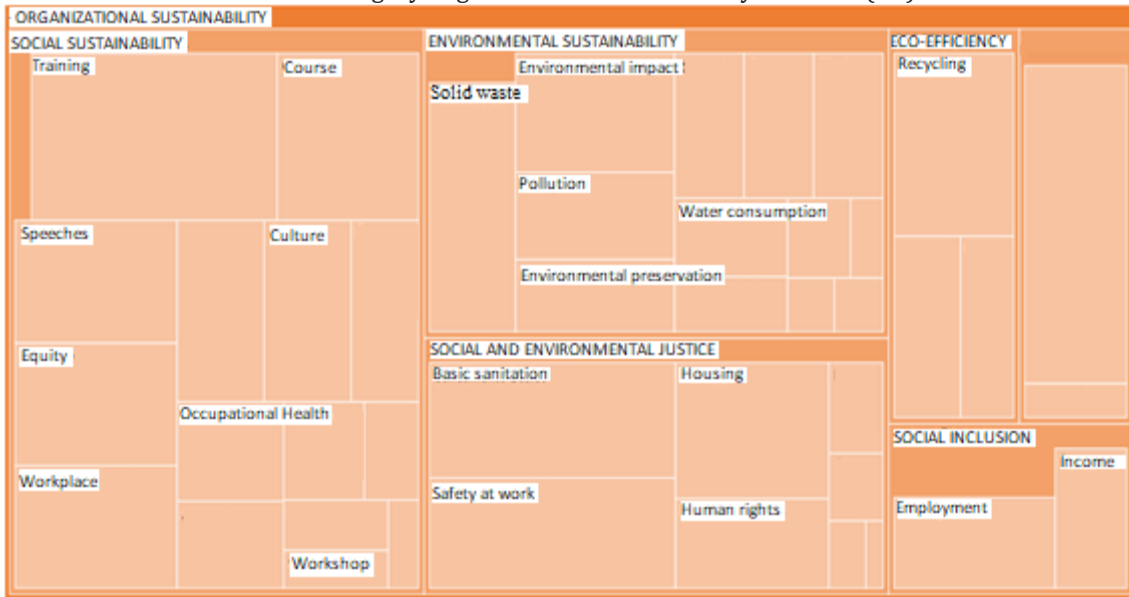 ORGANIZATIONAL SUSTAINABILITY
SOCIAL SUSTAINABILITY
Training
Course
Speeches
Culture
Equity
Occupational Health
Workplace
Workshop
ENVIRONMENTAL SUSTAINABILITY
Environmental impact
Solid waste
Pollution
Water consumption
Environmental preservation
SOCIAL AND ENVIRONMENTAL JUSTICE
Basic sanitation
Housing
Safety at work
Human rights
ECO-EFFICIENCY
Recycling
SOCIAL INCLUSION
Income
Employment